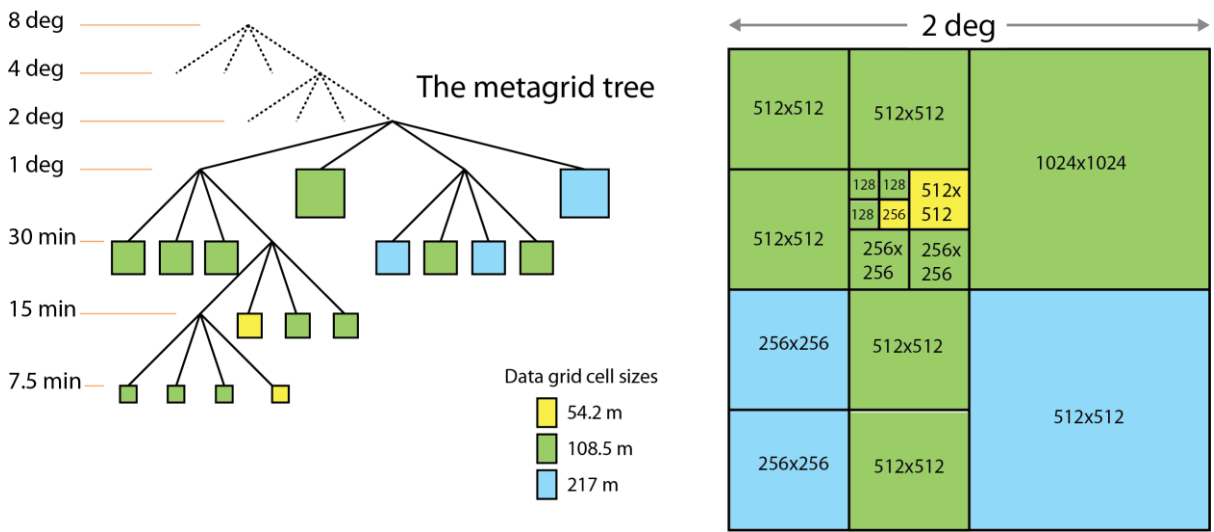 8 deg
4 deg
2 deg
1 deg
30 min
15 min
7.5 min
The metagrid tree
Data grid cell sizes
54.2 m
108.5 m
217 m
2 deg
512x512
512x512
1024x1024
128
128
512x
512
128
256
512x512
256x
256
256x
256
256x256
512x512
512x512
256x256
512x512